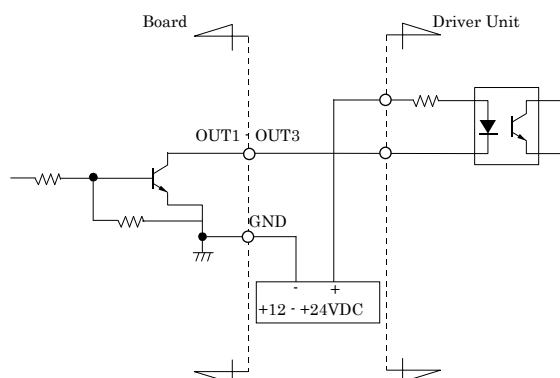 Board
Driver Unit
OUT1 - OUT3
GND
- +
+12 - +24VDC